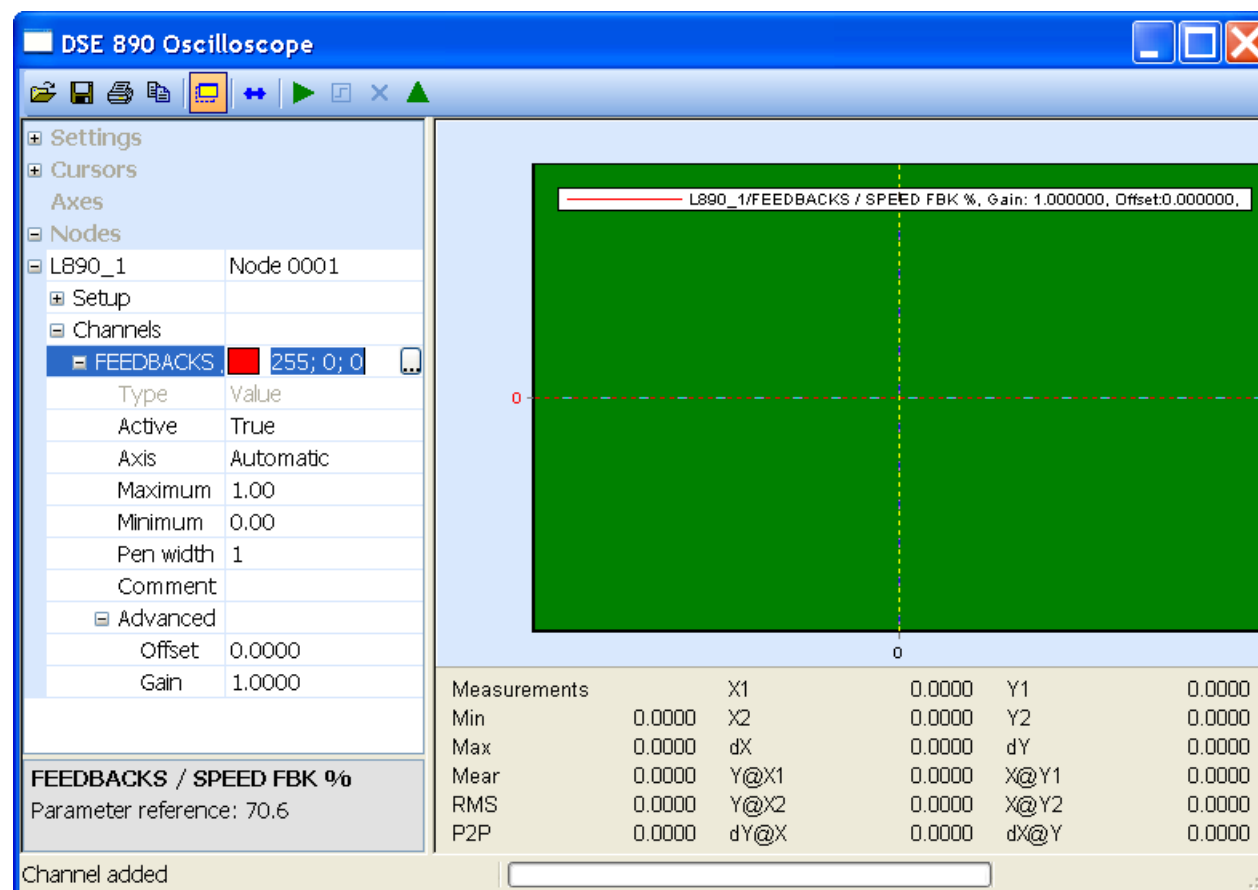 DSE 890 Oscilloscope
Settings
Cursors
Axes
Nodes
L890_1 Node 0001
Setup
Channels
FEEDBACKS 255; 0; 0 ...
Type Value
Active True
Axis Automatic
Maximum 1.00
Minimum 0.00
Pen width 1
Comment
Advanced
Offset 0.0000
Gain 1.0000
FEEDBACKS / SPEED FBK %
Parameter reference: 70.6
L890_1/FEEDBACKS / SPEED FBK %, Gain: 1.000000, Offset:0.000000,
0
0
Measurements X1 0.0000 Y1 0.0000
Min 0.0000 X2 0.0000 Y2 0.0000
Max 0.0000 dX 0.0000 dY 0.0000
Mear 0.0000 Y@X1 0.0000 X@Y1 0.0000
RMS 0.0000 Y@X2 0.0000 X@Y2 0.0000
P2P 0.0000 dY@X 0.0000 dX@Y 0.0000
Channel added